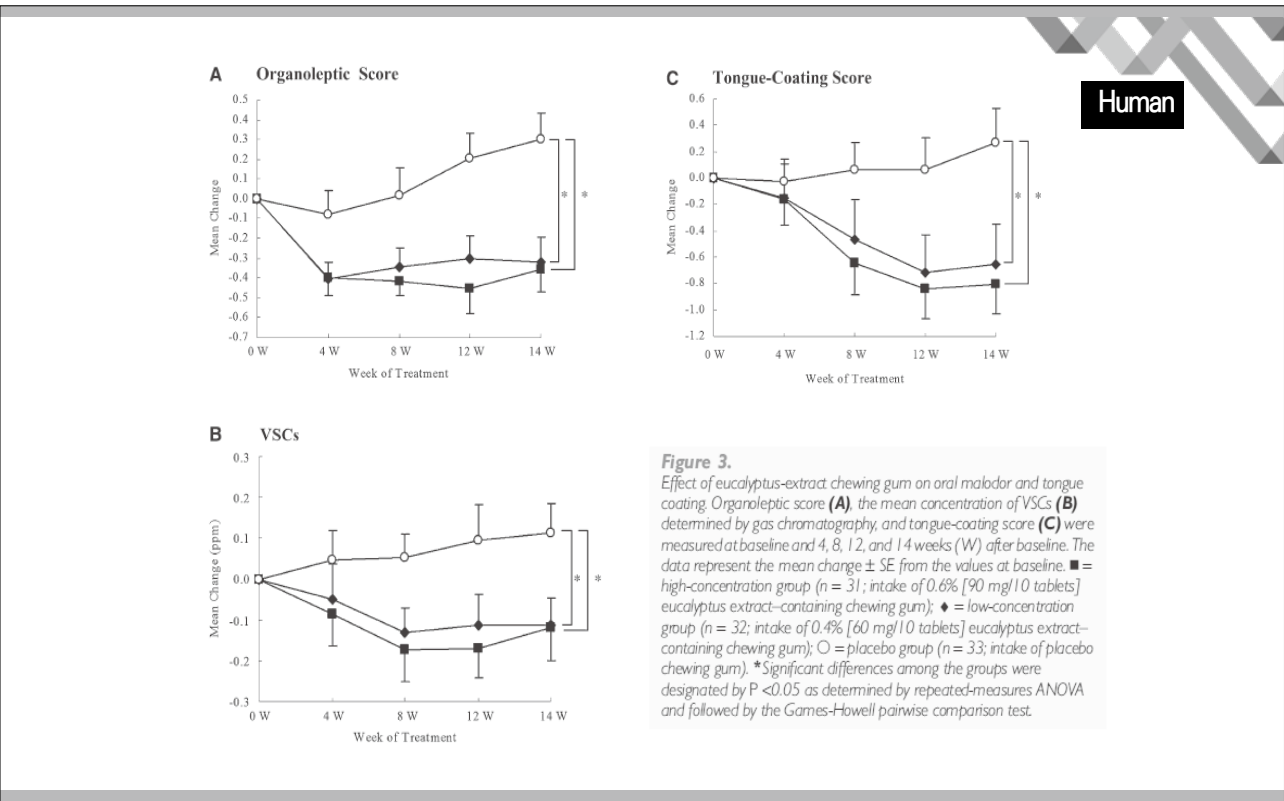 Human
A Organoleptic Score
0.5
0.4
0.3
0.2
0.1
0.0
-0.1
-0.2
-0.3
-0.4
-0.5
-0.6
-0.7
Mean Change
* *
0 W 4 W 8 W 12 W 14 W
Week of Treatment
C Tongue-Coating Score
0.6
0.4
0.2
0.0
-0.2
-0.4
-0.6
-0.8
-1.0
-1.2
Mean Change
* *
0 W 4 W 8 W 12 W 14 W
Week of Treatment
B VSCs
0.3
0.2
0.1
0.0
-0.1
-0.2
-0.3
Mean Change (ppm)
* *
0 W 4 W 8 W 12 W 14 W
Week of Treatment
Figure 3.
Effect of eucalyptus-extract chewing gum on oral malodor and tongue
coating. Organoleptic score (A), the mean concentration of VSCs (B)
determined by gas chromatography, and tongue-coating score (C) were
measured at baseline and 4, 8, 12, and 14 weeks (W) after baseline. The
data represent the mean change ± SE from the values at baseline. ■ =
high-concentration group (n = 31; intake of 0.6% [90 mg/10 tablets]
eucalyptus extract–containing chewing gum); ♦ = low-concentration
group (n = 32; intake of 0.4% [60 mg/10 tablets] eucalyptus extract–
containing chewing gum); ○ = placebo group (n = 33; intake of placebo
chewing gum). *Significant differences among the groups were
designated by P <0.05 as determined by repeated-measures ANOVA
and followed by the Games-Howell pairwise comparison test.